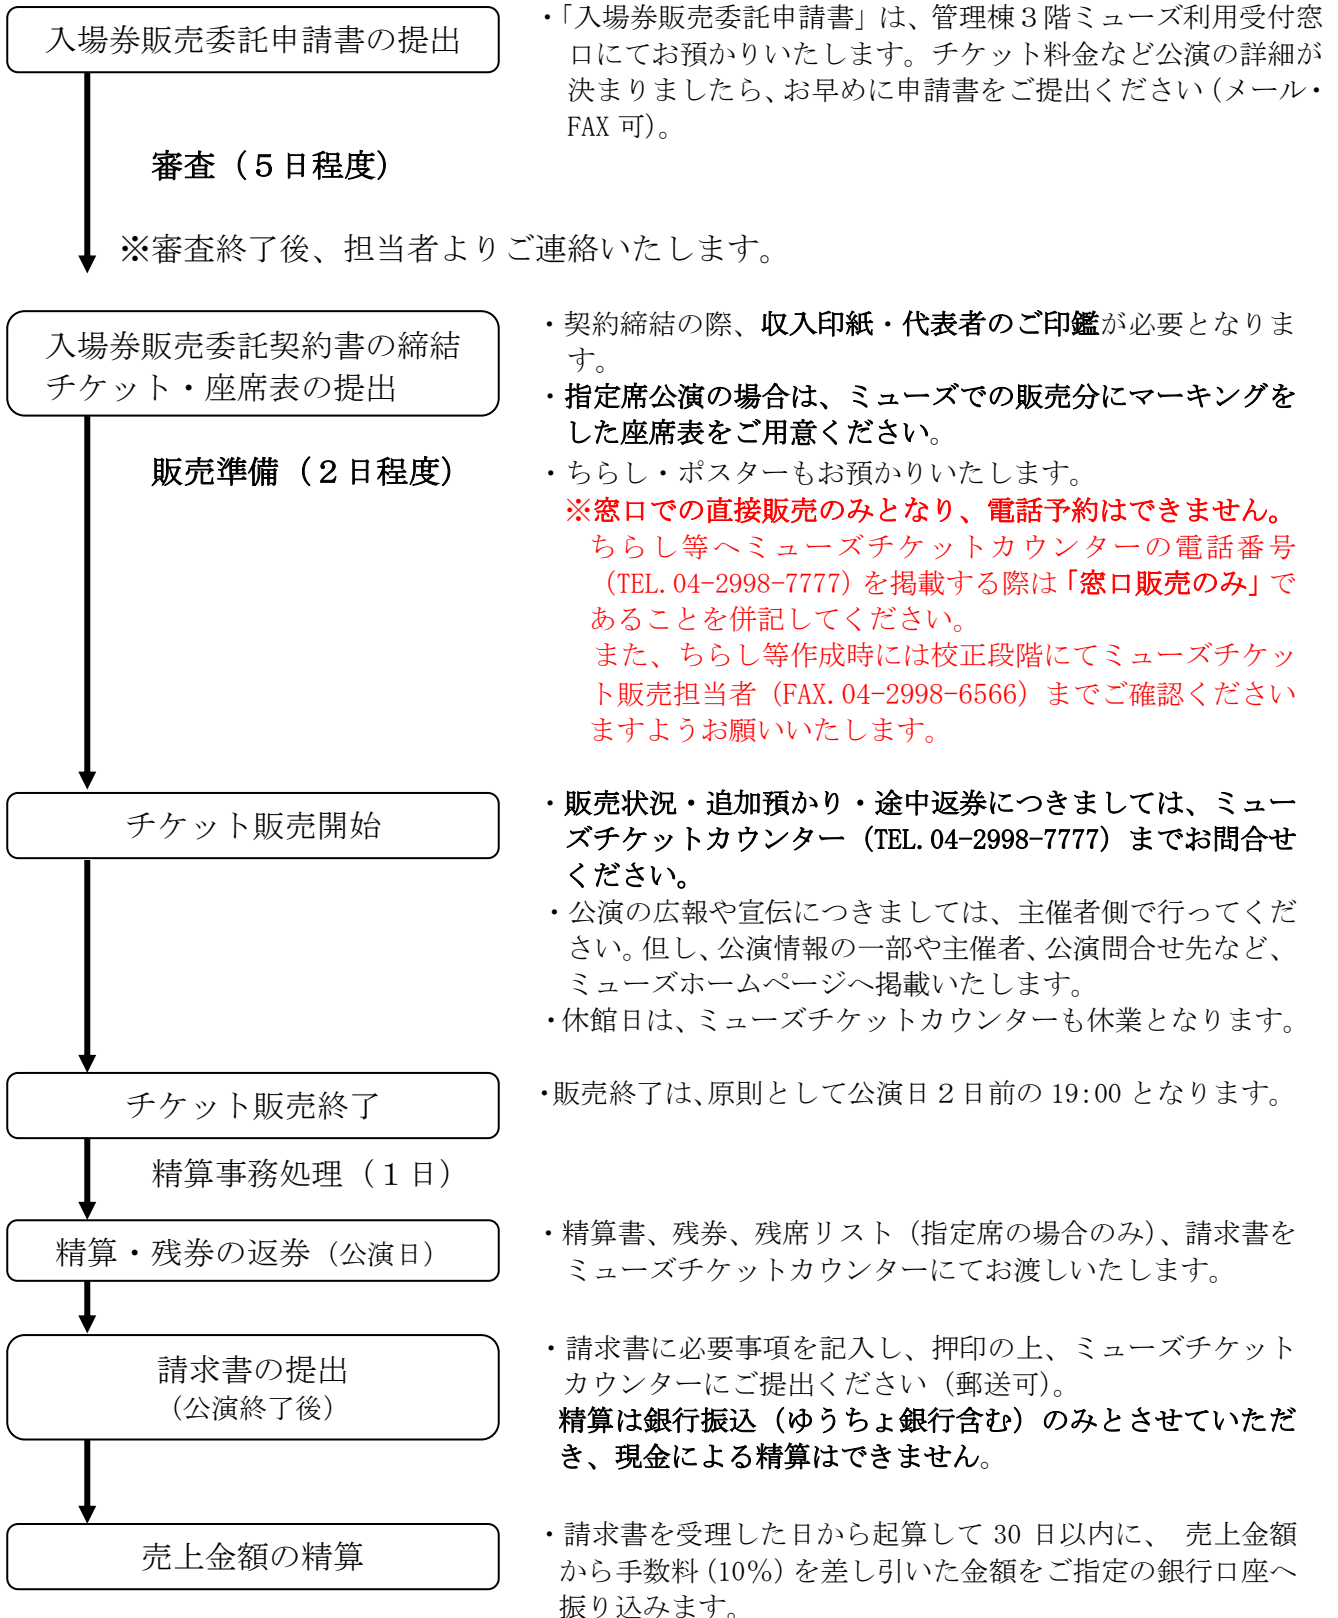 入場券販売委託申請書の提出
・「入場券販売委託申請書」は、管理棟３階ミューズ利用受付窓
口にてお預かりいたします。チケット料金など公演の詳細が
決まりましたら、お早めに申請書をご提出ください（メール・
FAX 可）。
審査（５日程度）
※審査終了後、担当者よりご連絡いたします。
入場券販売委託契約書の締結
チケット・座席表の提出
・契約締結の際、収入印紙・代表者のご印鑑が必要となりま
す。
・指定席公演の場合は、ミューズでの販売分にマーキングを
した座席表をご用意ください。
販売準備（２日程度）
・ちらし・ポスターもお預かりいたします。
※窓口での直接販売のみとなり、電話予約はできません。
ちらし等へミューズチケットカウンターの電話番号
（TEL.04-2998-7777）を掲載する際は「窓口販売のみ」で
あることを併記してください。
また、ちらし等作成時には校正段階にてミューズチケッ
ト販売担当者（FAX.04-2998-6566）までご確認ください
ますようお願いいたします。
チケット販売開始
・販売状況・追加預かり・途中返券につきましては、ミュー
ズチケットカウンター（TEL.04-2998-7777）までお問合せ
ください。
・公演の広報や宣伝につきましては、主催者側で行ってくだ
さい。但し、公演情報の一部や主催者、公演問合せ先など、
ミューズホームページへ掲載いたします。
・休館日は、ミューズチケットカウンターも休業となります。
チケット販売終了
・販売終了は、原則として公演日２日前の 19:00 となります。
精算事務処理（１日）
精算・残券の返券（公演日）
・精算書、残券、残席リスト（指定席の場合のみ）、請求書を
ミューズチケットカウンターにてお渡しいたします。
請求書の提出
（公演終了後）
・請求書に必要事項を記入し、押印の上、ミューズチケット
カウンターにご提出ください（郵送可）。
精算は銀行振込（ゆうちょ銀行含む）のみとさせていただ
き、現金による精算はできません。
売上金額の精算
・請求書を受理した日から起算して 30 日以内に、 売上金額
から手数料（10％）を差し引いた金額をご指定の銀行口座へ
振り込みます。